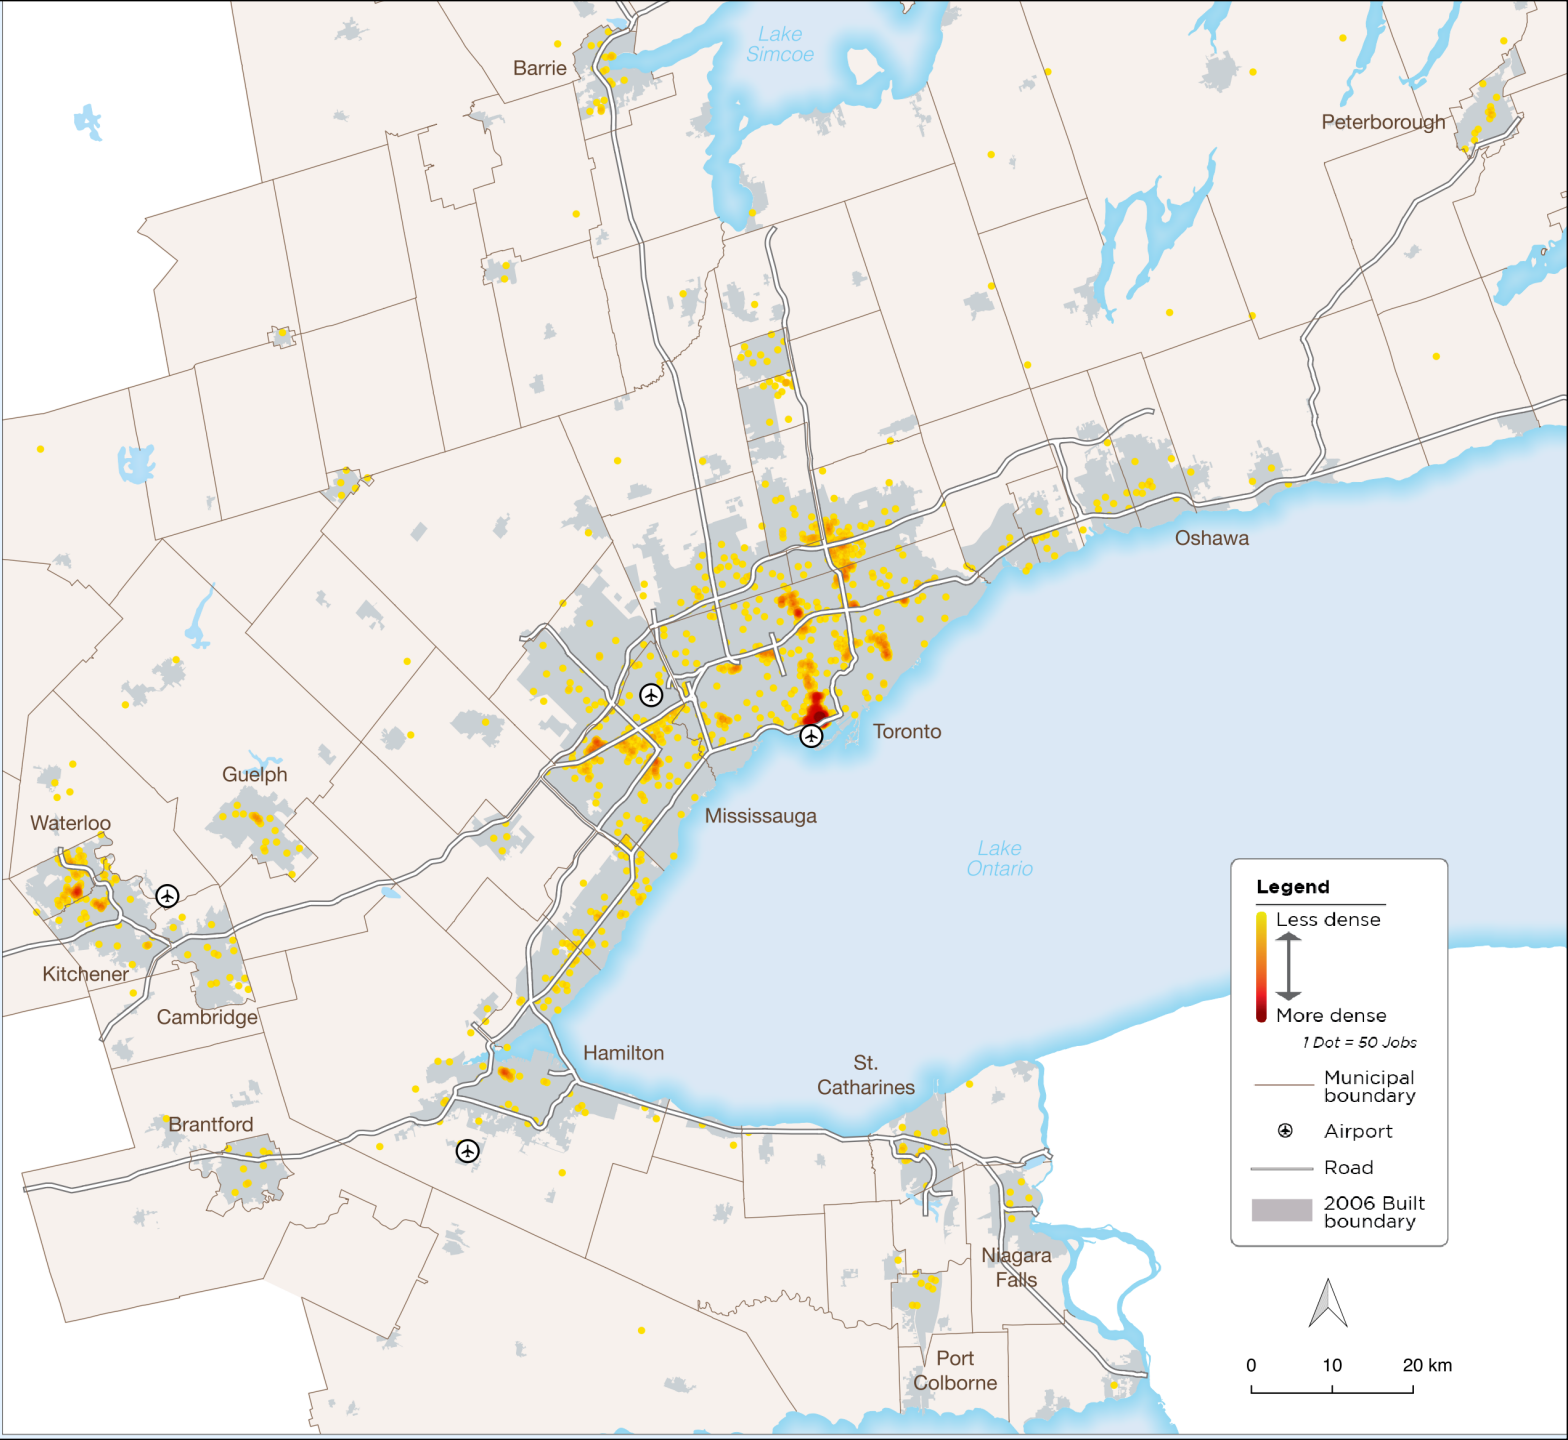 Lake
Simcoe
Barrie
Peterborough
Oshawa
Toronto
Guelph
Mississauga
Waterloo
Lake
Ontario
Kitchener
Cambridge
Hamilton
St.
Catharines
Brantford
Niagara
Falls
Port
Colborne
Legend
Less dense
More dense
1 Dot = 50 Jobs
Municipal
boundary
Airport
Road
2006 Built
boundary
0 10 20 km